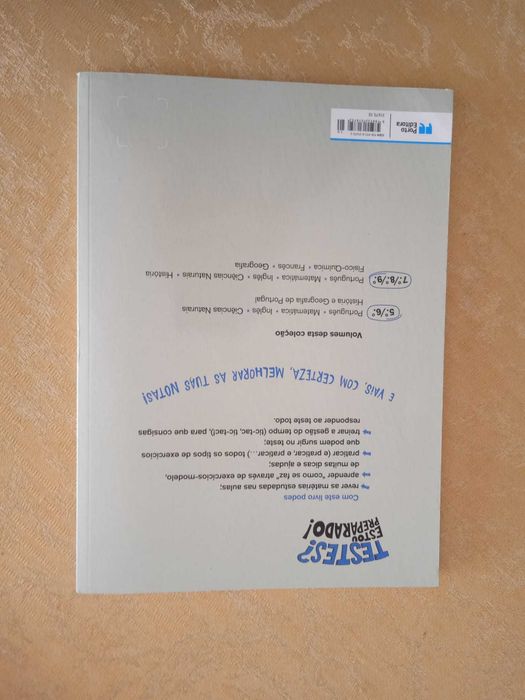 TESTES?
ESTOU
PREPARADO!
Com este livro podes
rever as matérias estudadas nas aulas;
aprender "como se faz" através de exercícios-modelo,
de muitas dicas e ajudas;
praticar (e praticar, e praticar...) todos os tipos de exercícios
que podem surgir no teste;
treinar a gestão do tempo (tic-tac, tic-tac!), para que consigas
responder ao teste todo.
E VAIS, COM CERTEZA, MELHORAR AS TUAS NOTAS!
Volumes desta coleção
5.º/6.º Português • Matemática • Inglês • Ciências Naturais
História e Geografia de Portugal
7.º/8.º/9.º Português • Matemática • Inglês • Ciências Naturais • História
Físico-Química • Francês • Geografia
Porto
Editora